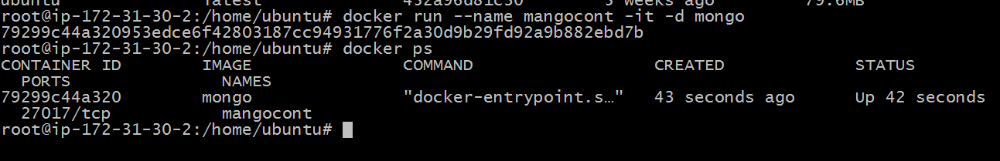 ubuntu latest 452a96d81c30 5 weeks ago 79.6MB
root@ip-172-31-30-2:/home/ubuntu# docker run --name mangocont -it -d mongo
79299c44a320953edce6f42803187cc94931776f2a30d9b29fd92a9b882ebd7b
root@ip-172-31-30-2:/home/ubuntu# docker ps
CONTAINER ID IMAGE COMMAND CREATED STATUS
PORTS NAMES
79299c44a320 mongo "docker-entrypoint.s…" 43 seconds ago Up 42 seconds
27017/tcp mangocont
root@ip-172-31-30-2:/home/ubuntu#